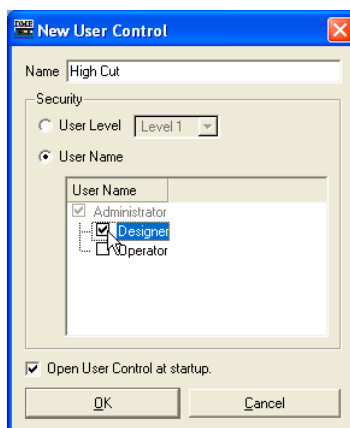 DME New User Control
Name High Cut
Security
User Level Level 1
User Name
User Name
Administrator
Designer
Operator
Open User Control at startup.
OK Cancel